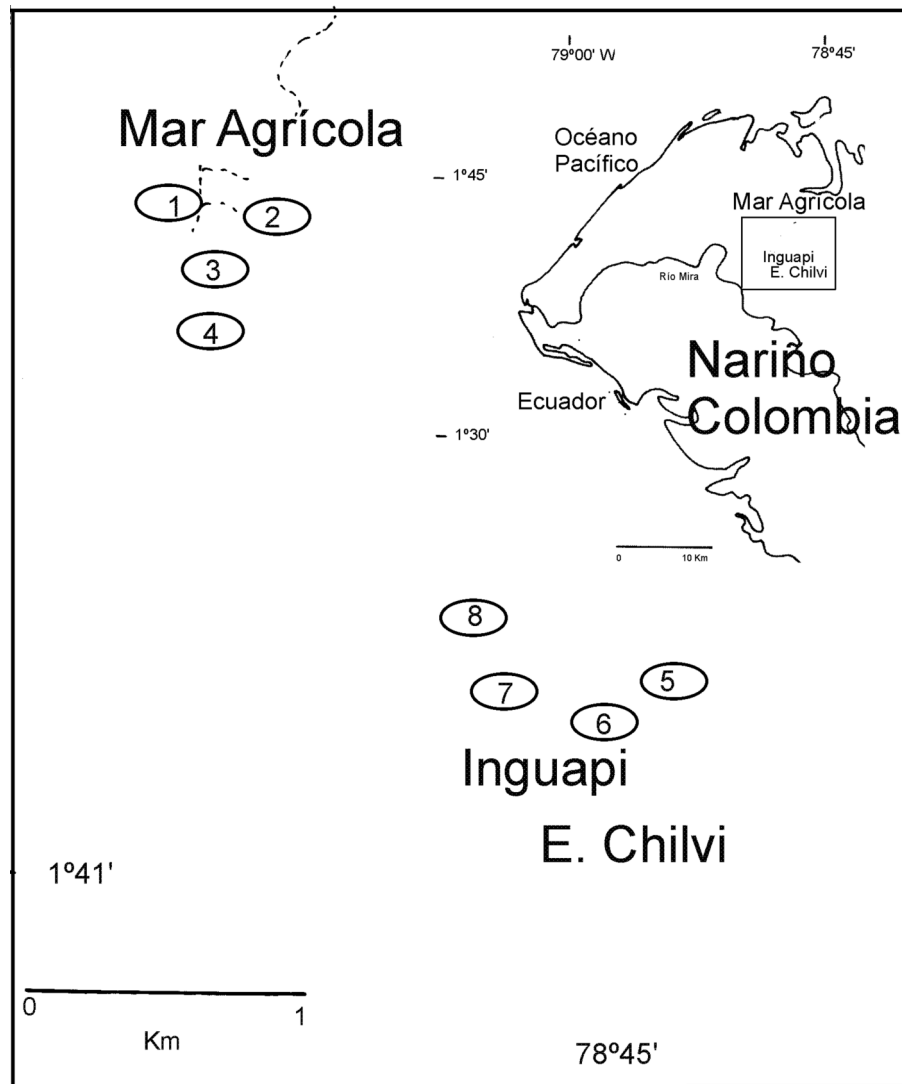 79º00' W
78º45'
Mar Agrícola
Océano
Pacífico
1º45'
1
2
3
4
Mar Agrícola
Inguapi
E. Chilvi
Río Mira
Nariño
Colombia
Ecuador
1º30'
0
10 Km
8
7
5
6
Inguapi
E. Chilvi
1º41'
0
1
Km
78º45'